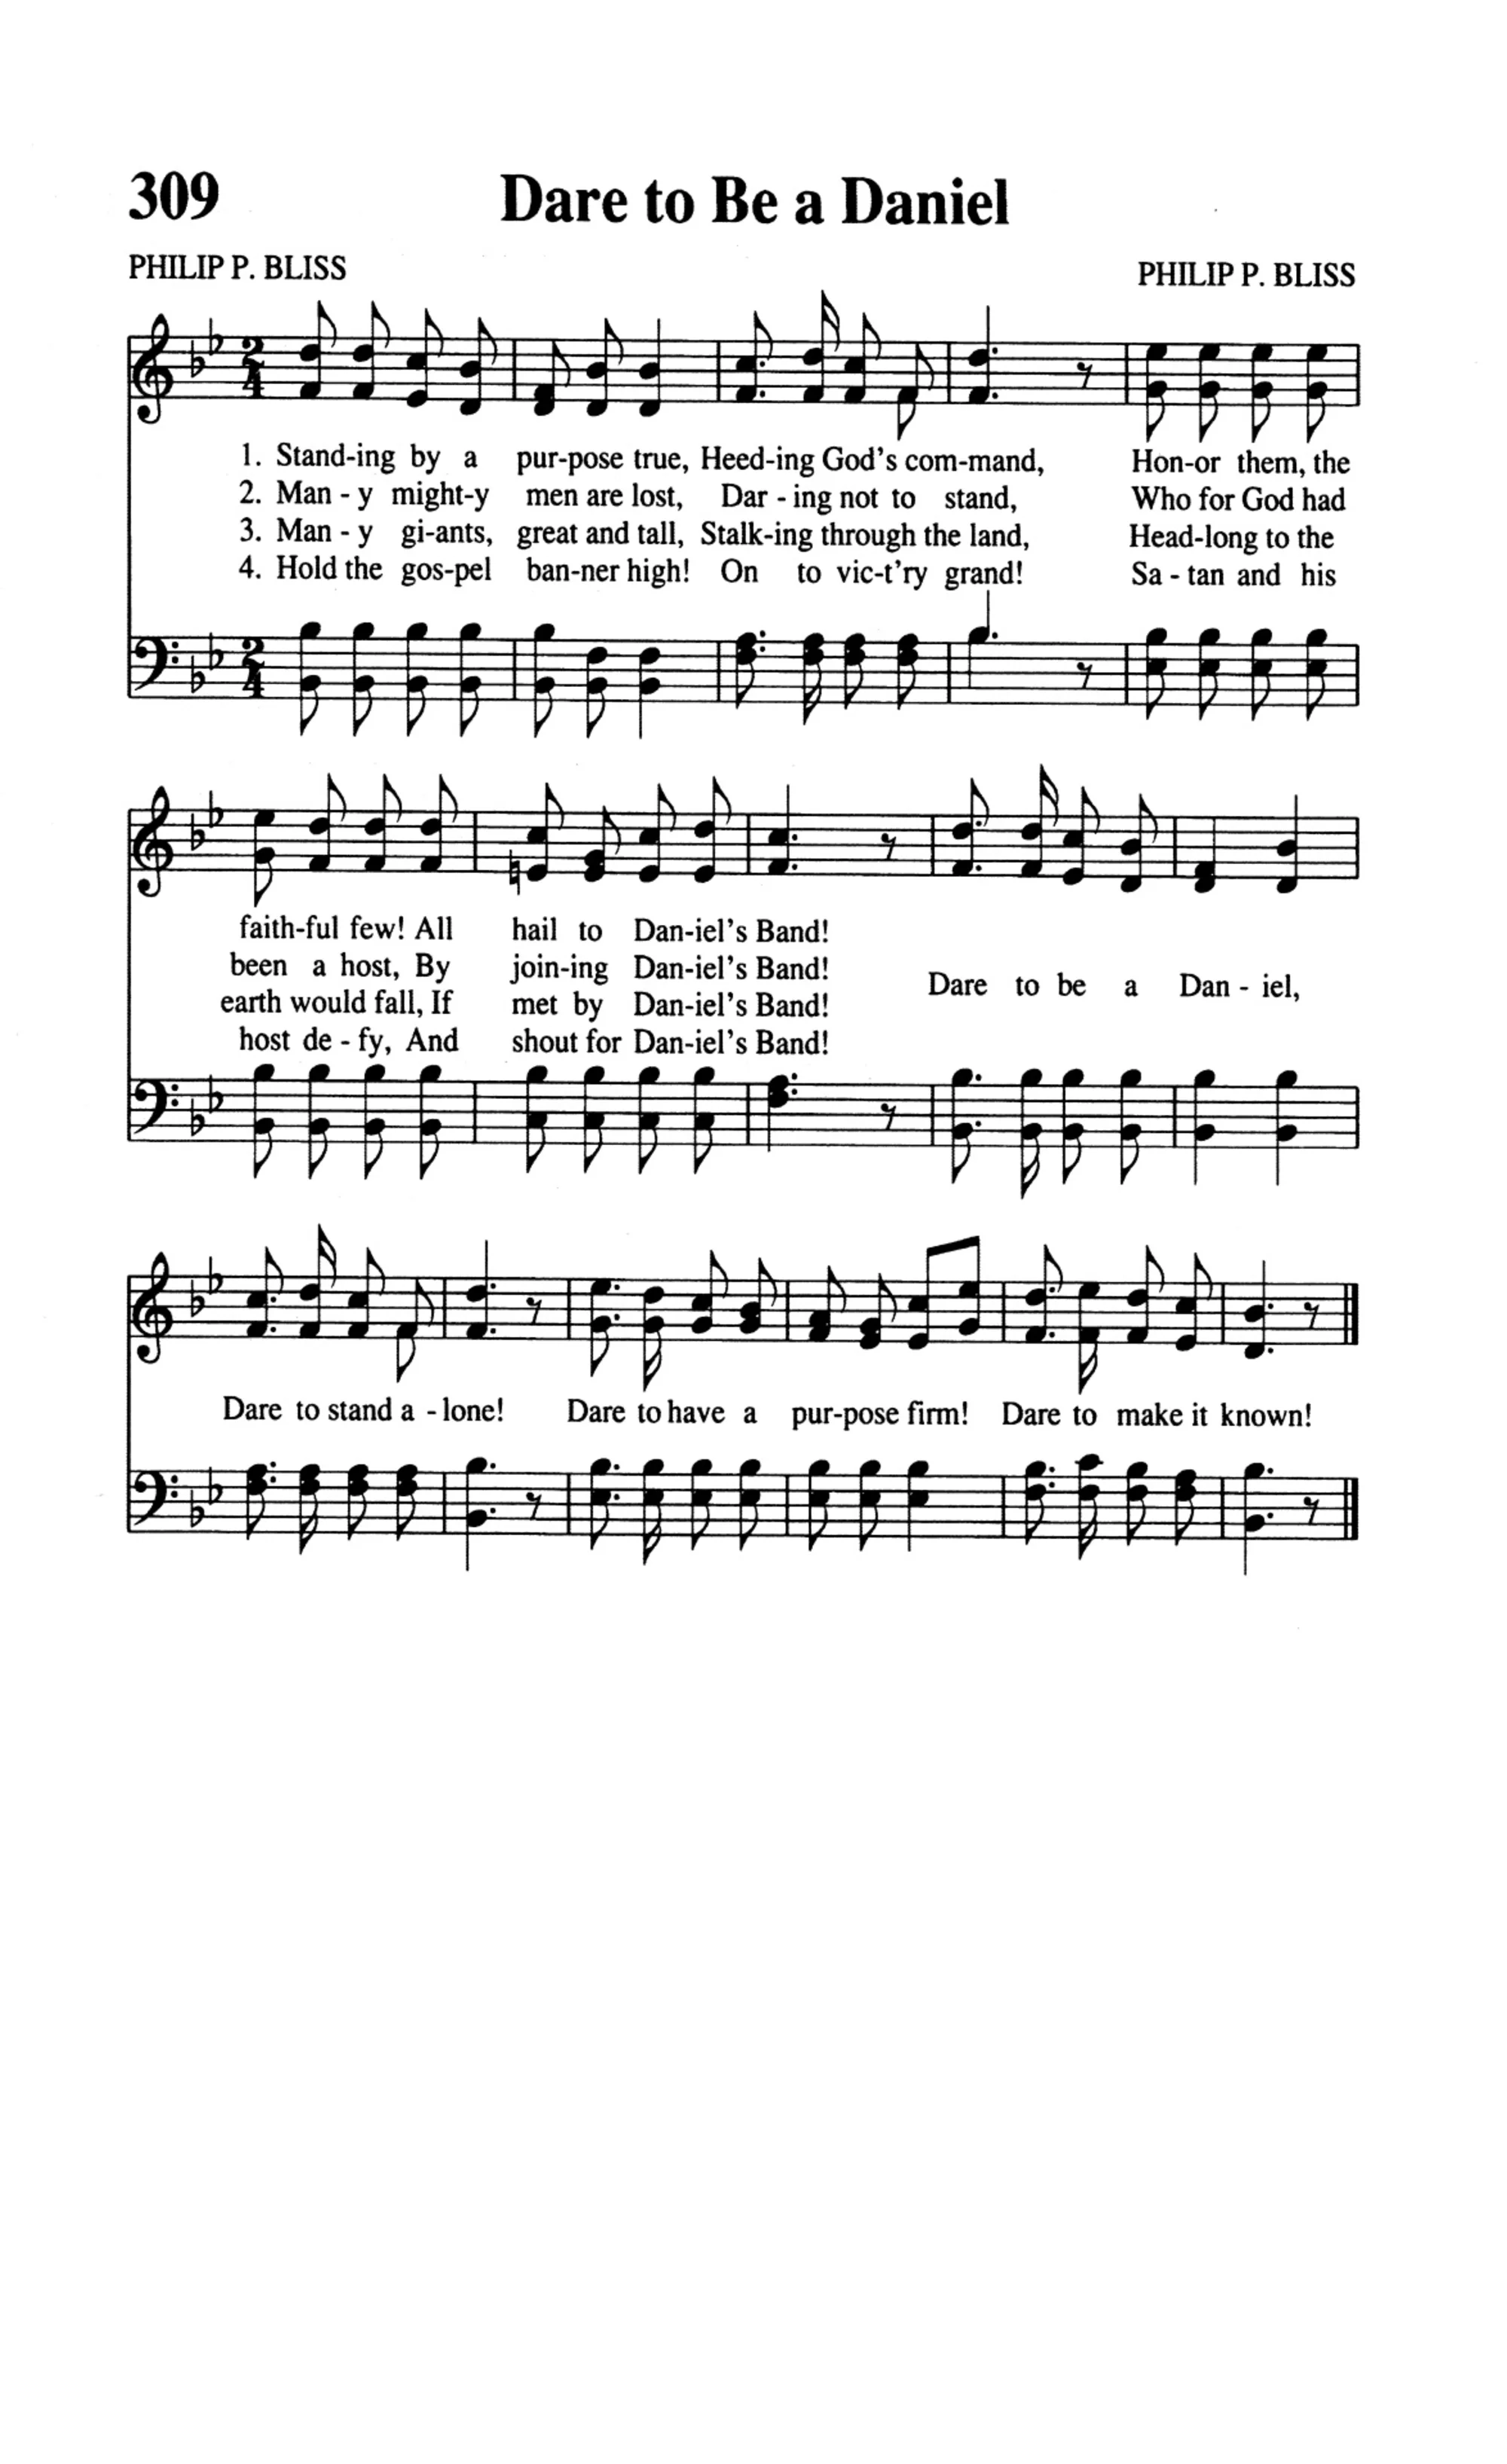 309 Dare to Be a Daniel
PHILIP P. BLISS PHILIP P. BLISS
2
4
1. Stand-ing by a pur-pose true, Heed-ing God's com-mand, Hon-or them, the
2. Man - y might-y men are lost, Dar - ing not to stand, Who for God had
3. Man - y gi-ants, great and tall, Stalk-ing through the land, Head-long to the
4. Hold the gos-pel ban-ner high! On to vic-t'ry grand! Sa - tan and his
2
4
faith-ful few! All hail to Dan-iel's Band!
been a host, By join-ing Dan-iel's Band!
Dare to be a Dan - iel,
earth would fall, If met by Dan-iel's Band!
host de - fy, And shout for Dan-iel's Band!
Dare to stand a - lone! Dare to have a pur-pose firm! Dare to make it known!